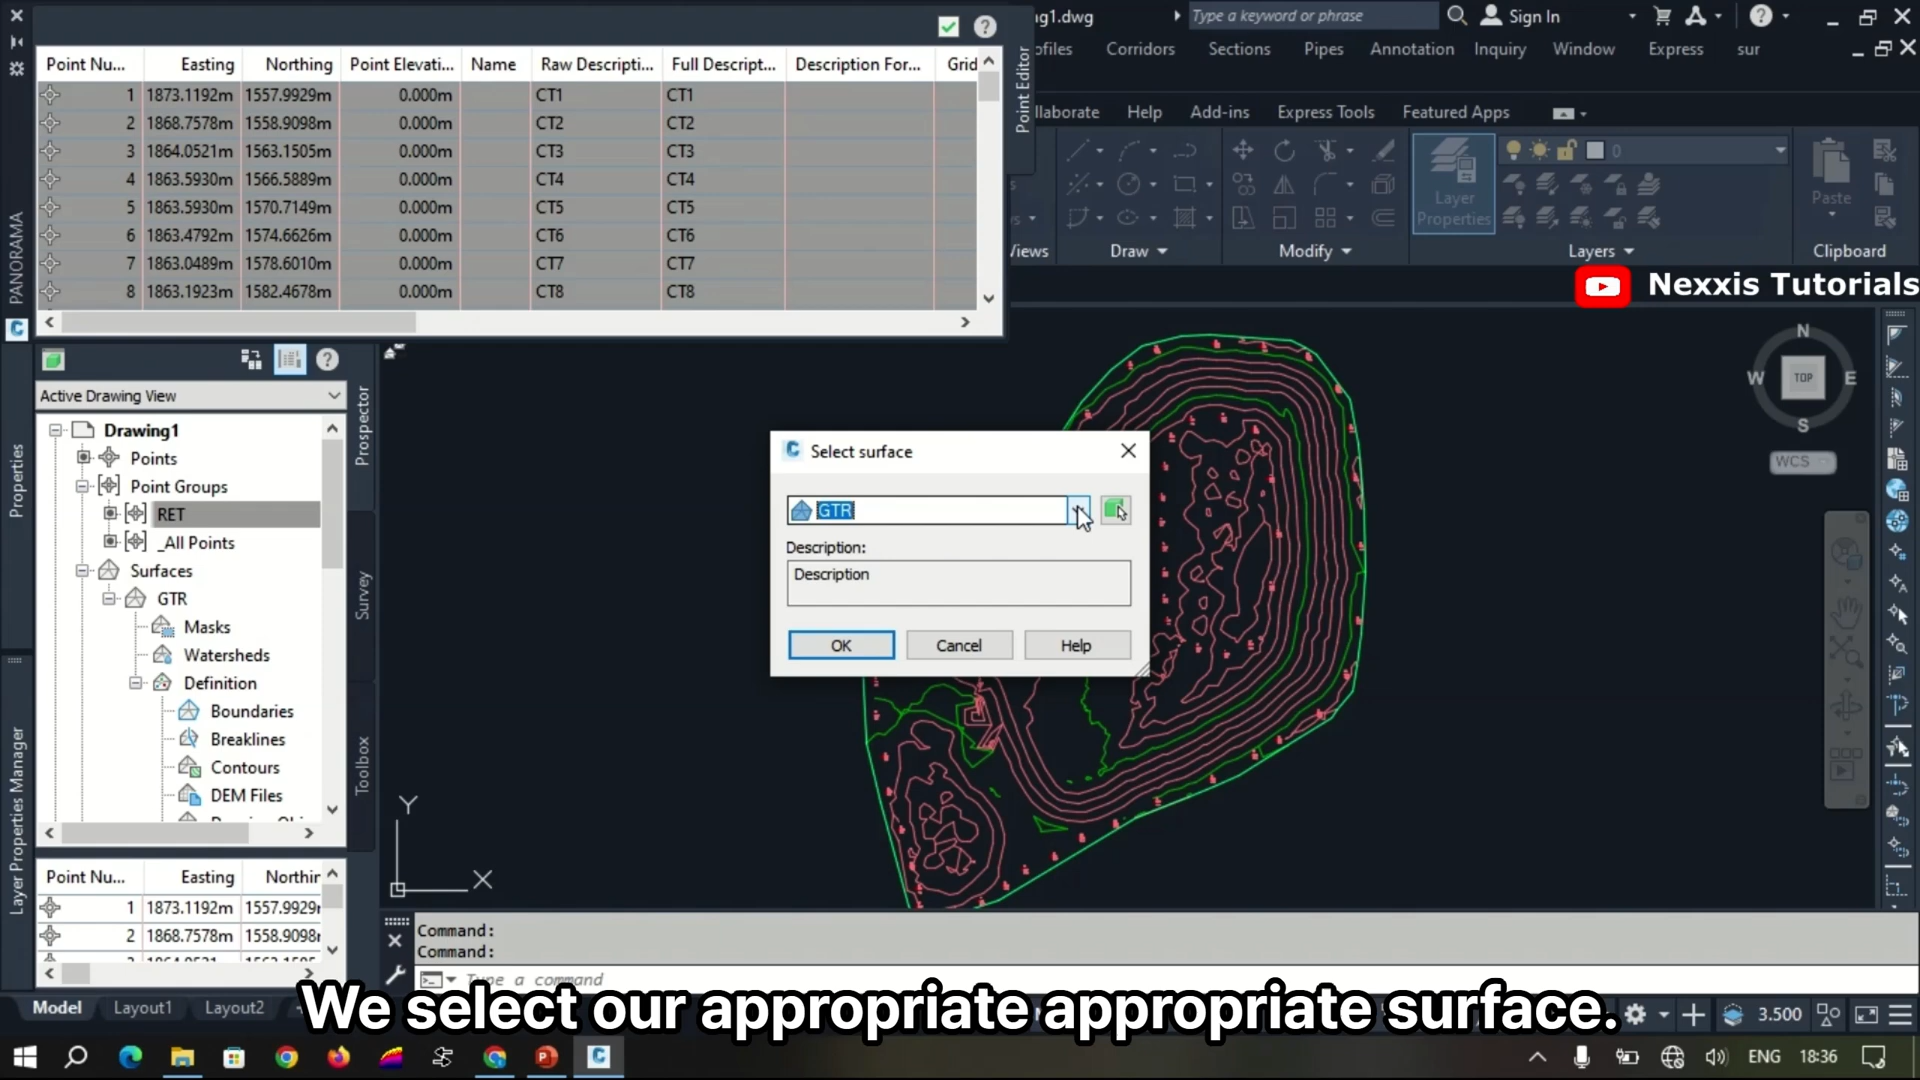 ng1.dwg
Type a keyword or phrase
Sign In
ofiles Corridors Sections Pipes Annotation Inquiry Window Express sur
llaborate Help Add-ins Express Tools Featured Apps
Layer
Properties
0
Paste
Views Draw Modify Layers Clipboard
Nexxis Tutorials
Point Nu... Easting Northing Point Elevati... Name Raw Descripti... Full Descript... Description For... Grid
1 1873.1192m 1557.9929m 0.000m CT1 CT1
2 1868.7578m 1558.9098m 0.000m CT2 CT2
3 1864.0521m 1563.1505m 0.000m CT3 CT3
4 1863.5930m 1566.5889m 0.000m CT4 CT4
5 1863.5930m 1570.7149m 0.000m CT5 CT5
6 1863.4792m 1574.6626m 0.000m CT6 CT6
7 1863.0489m 1578.6010m 0.000m CT7 CT7
8 1863.1923m 1582.4678m 0.000m CT8 CT8
Point Editor
PANORAMA
Active Drawing View
Drawing1
Points
Point Groups
RET
_All Points
Surfaces
GTR
Masks
Watersheds
Definition
Boundaries
Breaklines
Contours
DEM Files
Prospector
Survey
Toolbox
Properties
Layer Properties Manager
Select surface
GTR
Description:
Description
OK Cancel Help
N
W TOP E
S
WCS
Y
X
Point Nu... Easting Northin
1 1873.1192m 1557.9929m
2 1868.7578m 1558.9098m
Command:
Command:
Type a command
Model Layout1 Layout2
We select our appropriate appropriate surface.
3.500
ENG 18:36